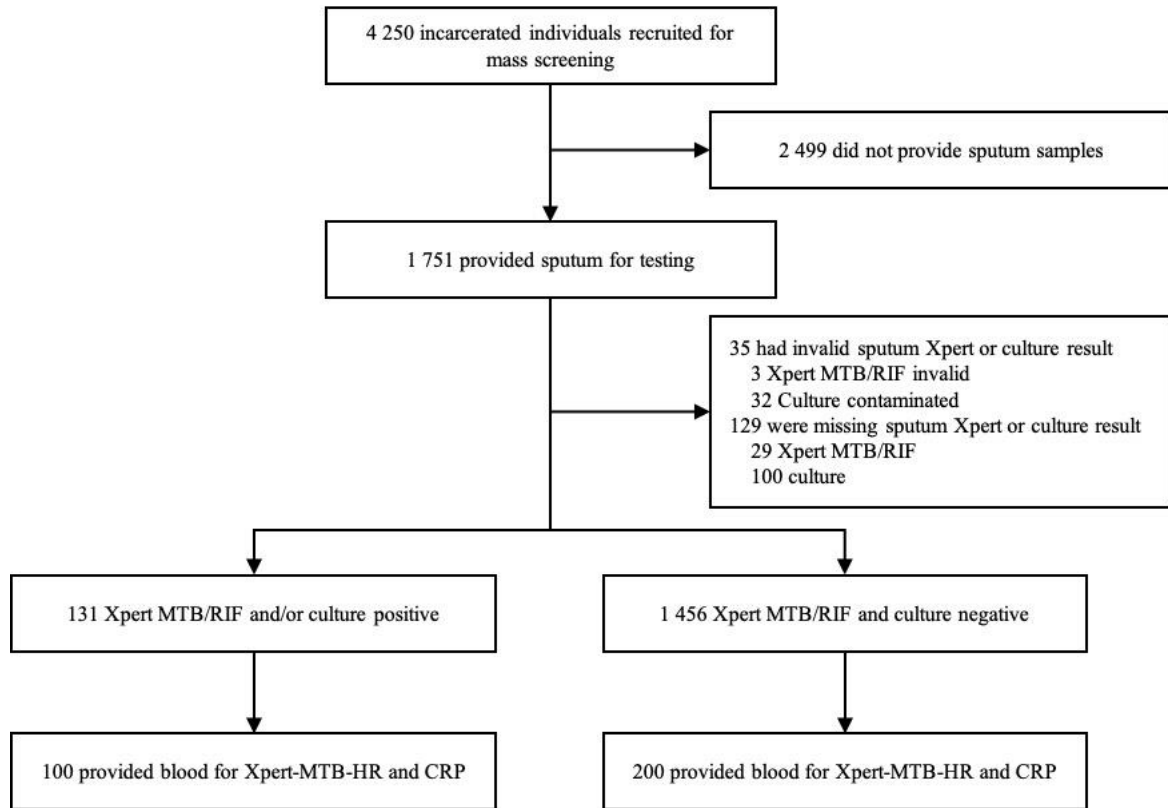 4 250 incarcerated individuals recruited for
mass screening
2 499 did not provide sputum samples
1 751 provided sputum for testing
35 had invalid sputum Xpert or culture result
3 Xpert MTB/RIF invalid
32 Culture contaminated
129 were missing sputum Xpert or culture result
29 Xpert MTB/RIF
100 culture
131 Xpert MTB/RIF and/or culture positive
1 456 Xpert MTB/RIF and culture negative
100 provided blood for Xpert-MTB-HR and CRP
200 provided blood for Xpert-MTB-HR and CRP